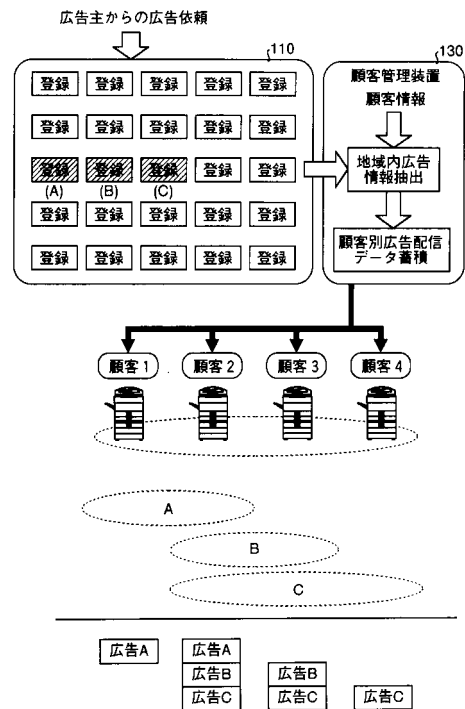 広告主からの広告依頼
110
130
登録 登録 登録 登録 登録
登録 登録 登録 登録 登録
登録 登録 登録 登録 登録
(A) (B) (C)
登録 登録 登録 登録 登録
登録 登録 登録 登録 登録
顧客管理装置
顧客情報
地域内広告
情報抽出
顧客別広告配信
データ蓄積
顧客1 顧客2 顧客3 顧客4
A
B
C
広告A 広告A
広告B 広告B
広告C 広告C 広告C